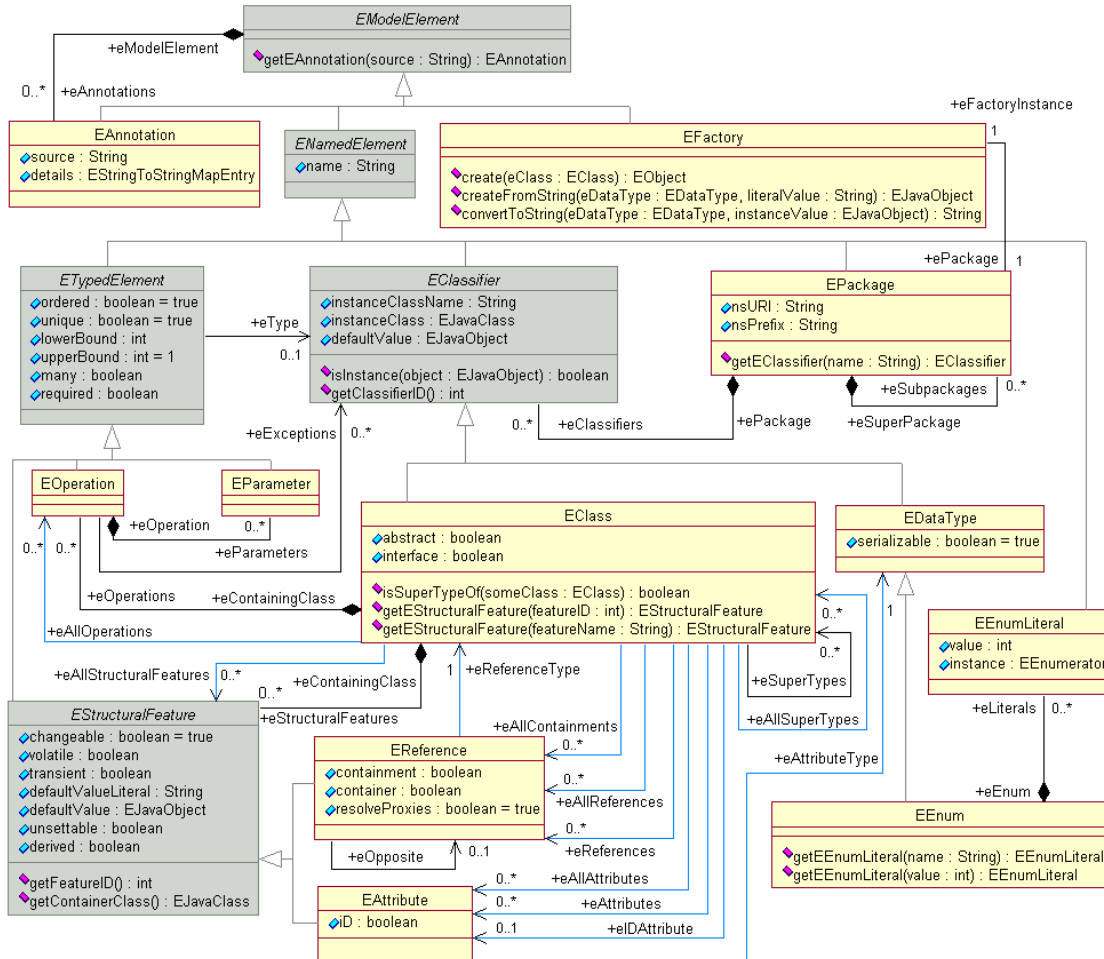 EModelElement
getEAnnotation(source : String) : EAnnotation
+eModelElement
0..*
+eAnnotations
EAnnotation
source : String
details : EStringToStringMapEntry
ENamedElement
name : String
+eFactoryInstance
1
EFactory
create(eClass : EClass) : EObject
createFromString(eDataType : EDataType, literalValue : String) : EJavaObject
convertToString(eDataType : EDataType, instanceValue : EJavaObject) : String
+ePackage
1
ETypedElement
ordered : boolean = true
unique : boolean = true
lowerBound : int
upperBound : int = 1
many : boolean
required : boolean
+eType
0..1
EClassifier
instanceClassName : String
instanceClass : EJavaClass
defaultValue : EJavaObject
isInstance(object : EJavaObject) : boolean
getClassifierID() : int
EPackage
nsURI : String
nsPrefix : String
getEClassifier(name : String) : EClassifier
+eSubpackages
0..*
+eSuperPackage
+ePackage
0..*
+eClassifiers
+eExceptions
0..*
EOperation
EParameter
+eOperation
0..*
+eParameters
0..*
0..*
+eOperations
+eContainingClass
+eAllOperations
EClass
abstract : boolean
interface : boolean
isSuperTypeOf(someClass : EClass) : boolean
getEStructuralFeature(featureID : int) : EStructuralFeature
getEStructuralFeature(featureName : String) : EStructuralFeature
0..*
0..*
+eSuperTypes
+eAllSuperTypes
EDataType
serializable : boolean = true
1
+eAttributeType
EEnumLiteral
value : int
instance : EEnumerator
+eLiterals
0..*
+eEnum
EEnum
getEEnumLiteral(name : String) : EEnumLiteral
getEEnumLiteral(value : int) : EEnumLiteral
+eAllStructuralFeatures
0..*
+eContainingClass
0..*
+eStructuralFeatures
1
+eReferenceType
EStructuralFeature
changeable : boolean = true
volatile : boolean
transient : boolean
defaultValueLiteral : String
defaultValue : EJavaObject
unsettable : boolean
derived : boolean
getFeatureID() : int
getContainerClass() : EJavaClass
EReference
containment : boolean
container : boolean
resolveProxies : boolean = true
+eAllContainments
0..*
0..*
+eAllReferences
0..*
+eReferences
+eOpposite
0..1
EAttribute
iD : boolean
0..*
+eAllAttributes
0..*
+eAttributes
0..1
+eIDAttribute